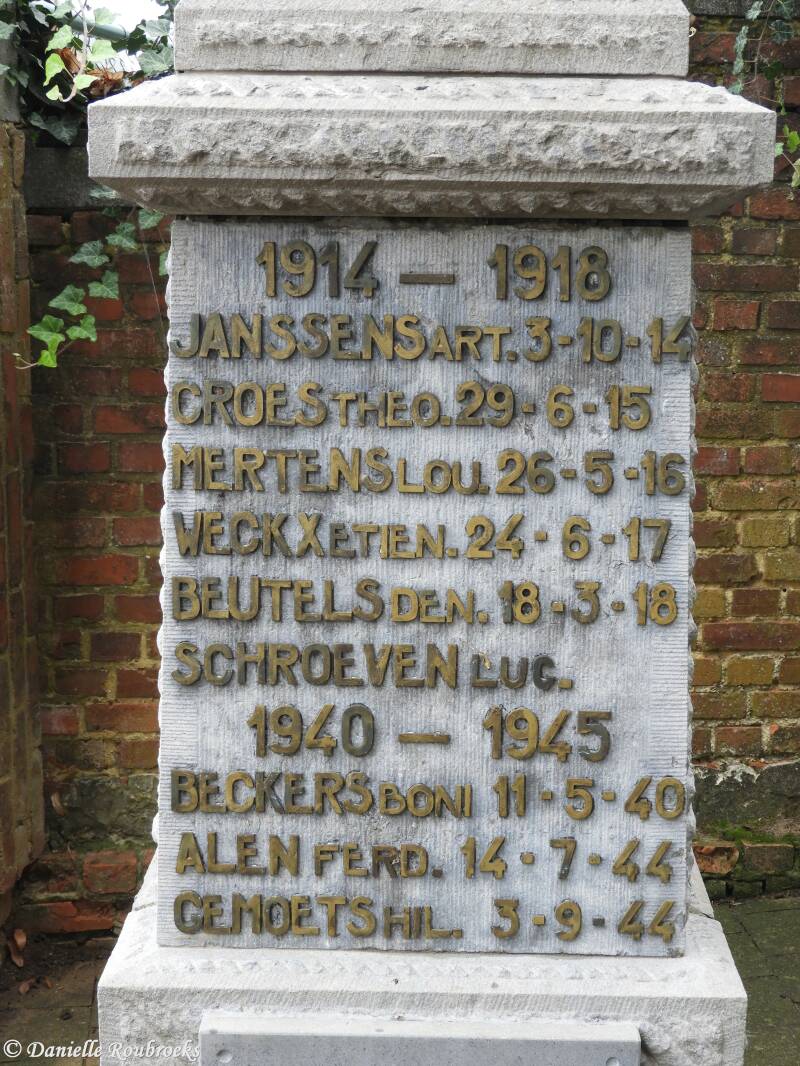 1914 — 1918
JANSSENS ART. 3-10-14
CROES THEO. 29-6-15
MERTENS LOU. 26-5-16
WECKX ETIEN. 24-6-17
BEUTELS DEN. 18-3-18
SCHROEVEN LUC.
1940 — 1945
BECKERS BONI 11-5-40
ALEN FERD. 14-7-44
GEMOETS HIL. 3-9-44
© Danielle Roubroeks